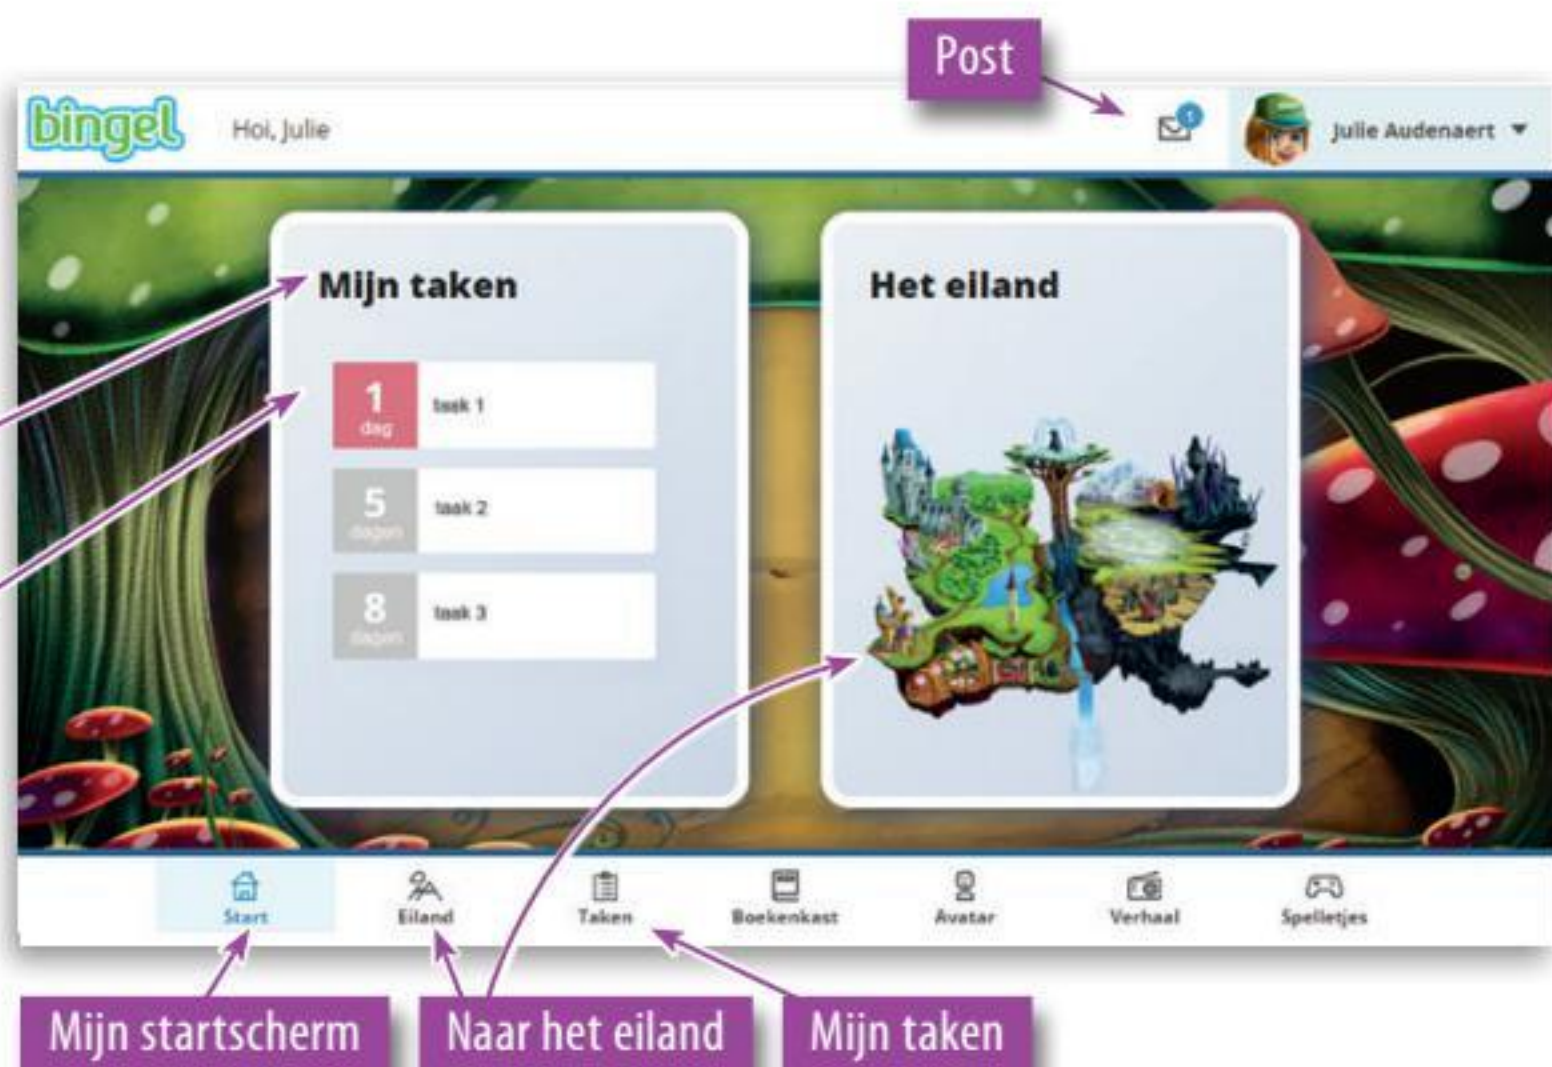 Post
bingel
Hoi, Julie
1
Julie Audenaert
Mijn taken
Het eiland
1
dag
taak 1
5
dagen
taak 2
8
dagen
taak 3
Start
Eiland
Taken
Boekenkast
Avatar
Verhaal
Spelletjes
Mijn startscherm
Naar het eiland
Mijn taken